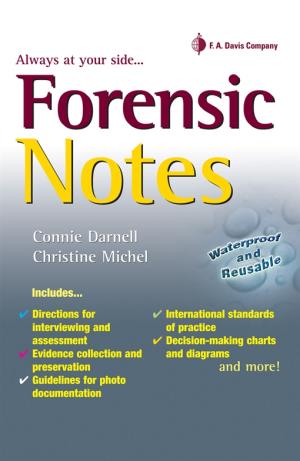 F. A. Davis Company
Always at your side...
Forensic
Notes
Connie Darnell
Christine Michel
Waterproof
and
Reusable
Includes...
✔ Directions for
interviewing and
assessment
✔ Evidence collection and
preservation
✔ Guidelines for photo
documentation
✔ International standards
of practice
✔ Decision-making charts
and diagrams
and more!